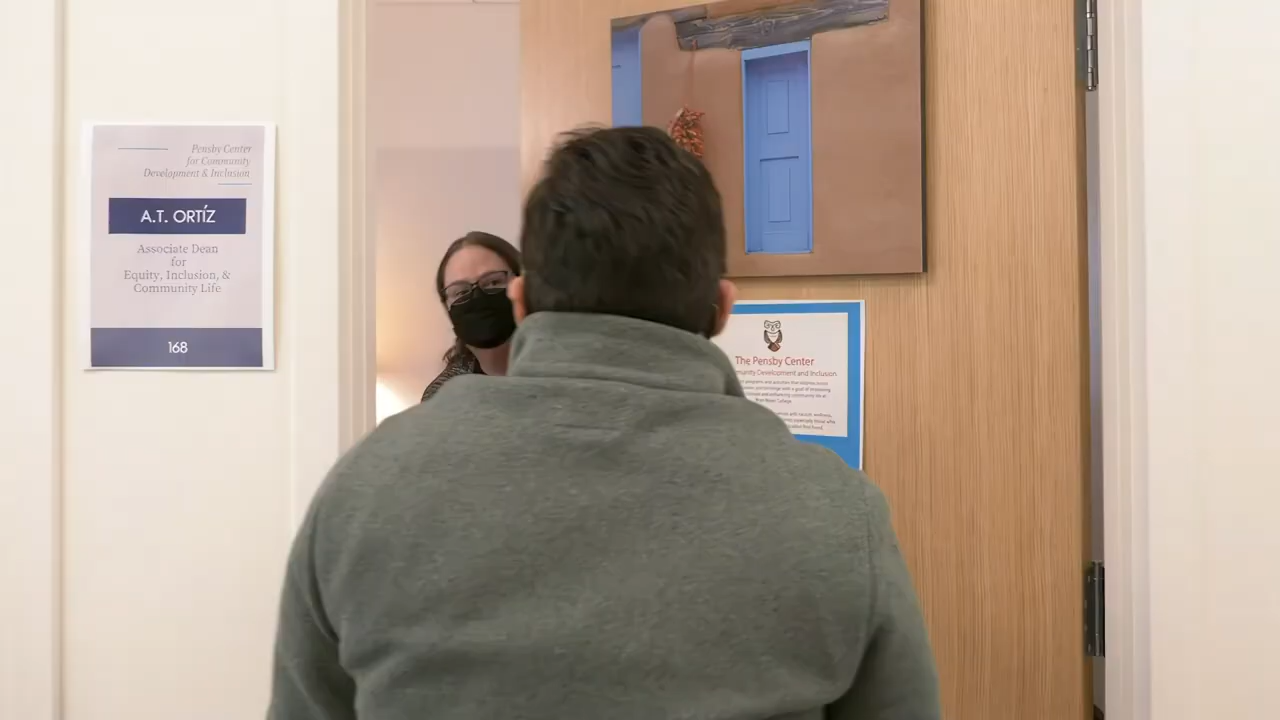 Pensby Center
for Community
Development & Inclusion
A.T. ORTÍZ
Associate Dean
for
Equity, Inclusion, &
Community Life
168
The Pensby Center
Development and Inclusion.